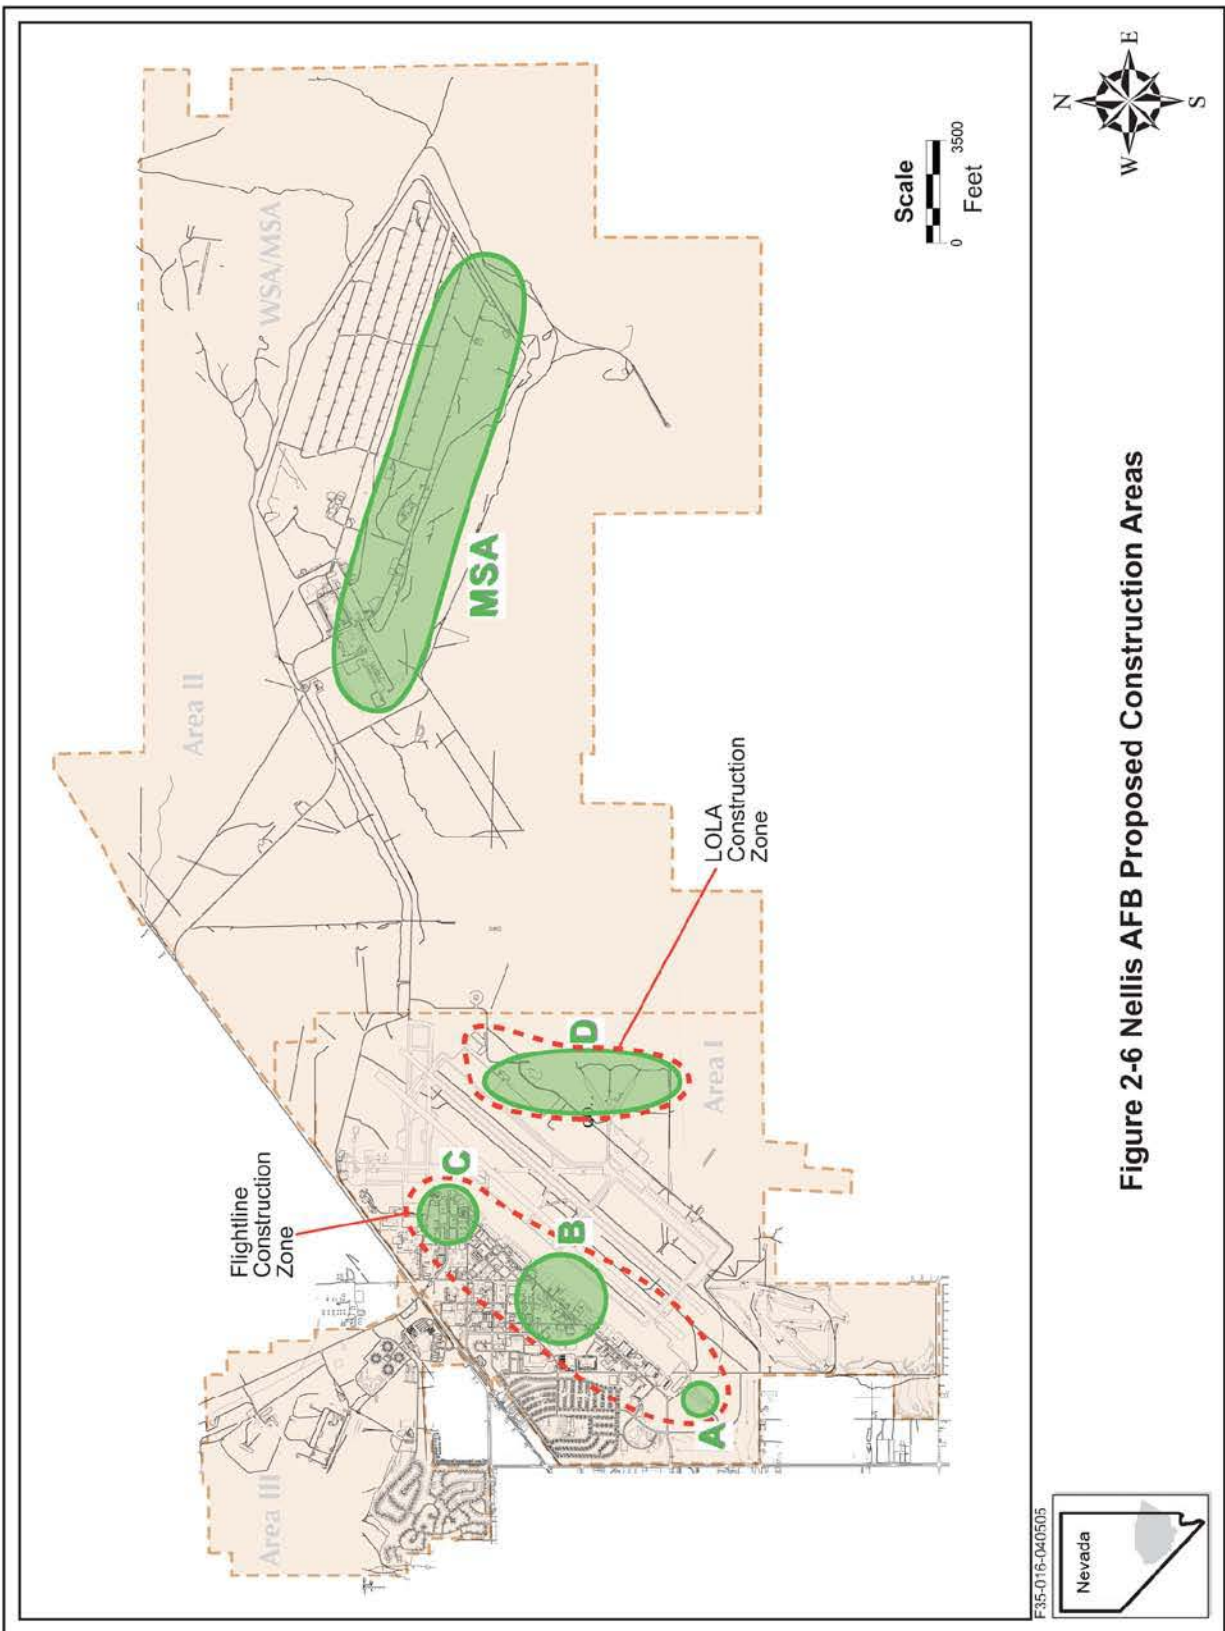 Area III
Area II
WSA/MSA
Flightline
Construction
Zone
C
B
A
D
MSA
Area I
LOLA
Construction
Zone
Scale
0
3500
Feet
N
W
E
S
F35-016-040505
Nevada
Figure 2-6 Nellis AFB Proposed Construction Areas